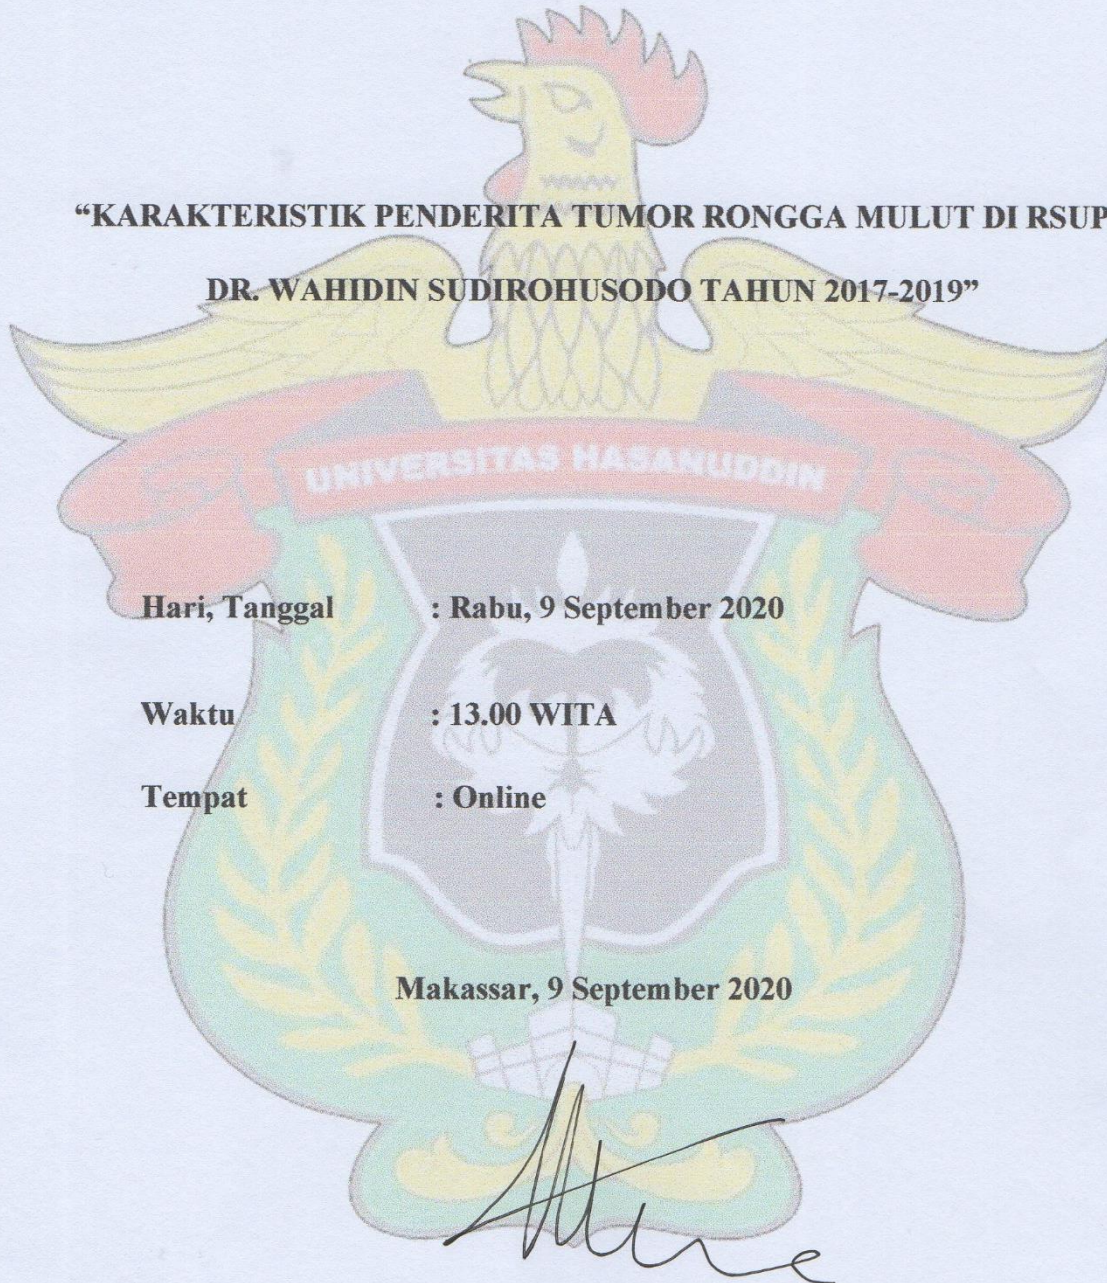 “KARAKTERISTIK PENDERITA TUMOR RONGGA MULUT DI RSUP
DR. WAHIDIN SUDIROHUSODO TAHUN 2017-2019”
UNIVERSITAS HASANUDDIN
Hari, Tanggal : Rabu, 9 September 2020
Waktu : 13.00 WITA
Tempat : Online
Makassar, 9 September 2020